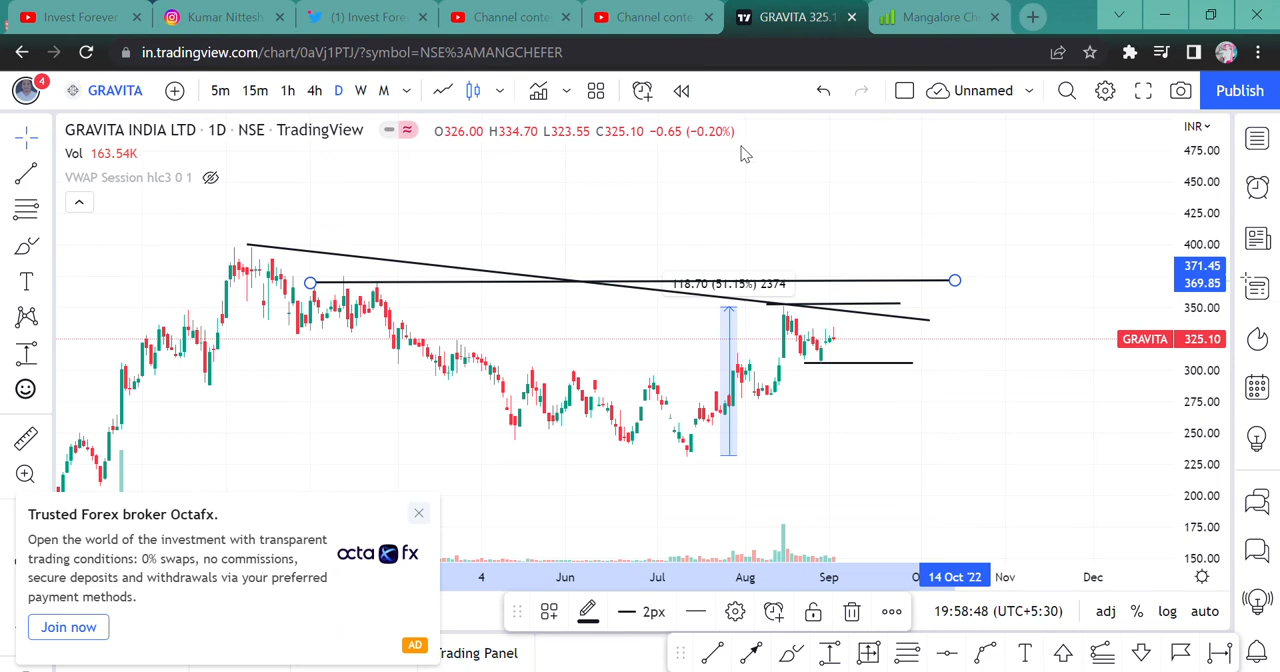 Invest Forever
Kumar Nittesh
(1) Invest Fore
Channel conte
Channel conte
GRAVITA 325.1
Mangalore Che
in.tradingview.com/chart/0aVj1PTJ/?symbol=NSE%3AMANGCHEFER
4
GRAVITA
5m 15m 1h 4h D W M
Unnamed
Publish
GRAVITA INDIA LTD · 1D · NSE · TradingView
O326.00 H334.70 L323.55 C325.10 −0.65 (−0.20%)
INR
Vol 163.54K
VWAP Session hlc3 0 1
475.00
450.00
425.00
400.00
371.45
369.85
118.70 (51.15%) 2374
350.00
GRAVITA 325.10
300.00
275.00
250.00
225.00
200.00
175.00
150.00
Trusted Forex broker Octafx.
Open the world of the investment with transparent
trading conditions: 0% swaps, no commissions,
secure deposits and withdrawals via your preferred
payment methods.
octa fx
Join now
AD
4 Jun Jul Aug Sep 14 Oct '22 Nov Dec
2px
19:58:48 (UTC+5:30) adj % log auto
rading Panel